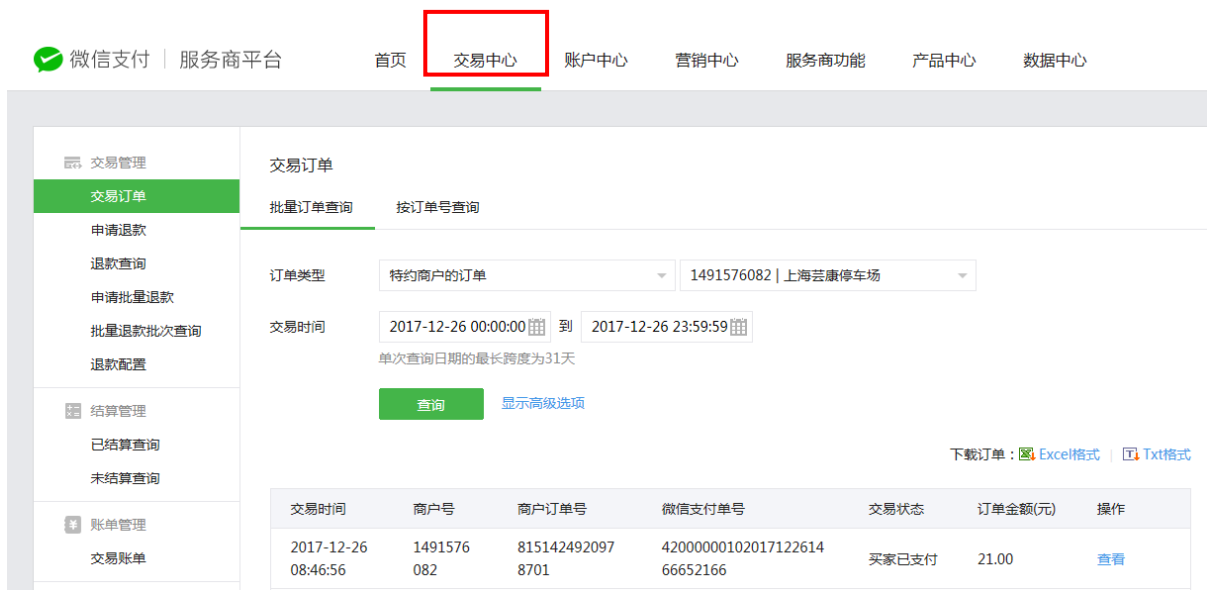 微信支付 | 服务商平台
首页 交易中心 账户中心 营销中心 服务商功能 产品中心 数据中心
交易管理
交易订单
申请退款
退款查询
申请批量退款
批量退款批次查询
退款配置
结算管理
已结算查询
未结算查询
账单管理
交易账单
交易订单
批量订单查询 按订单号查询
订单类型 特约商户的订单 1491576082 | 上海芸康停车场
交易时间 2017-12-26 00:00:00 到 2017-12-26 23:59:59
单次查询日期的最长跨度为31天
查询 显示高级选项
下载订单：Excel格式 | Txt格式
交易时间 商户号 商户订单号 微信支付单号 交易状态 订单金额(元) 操作
2017-12-26 1491576 815142492097 42000000102017122614
08:46:56 082 8701 66652166 买家已支付 21.00 查看